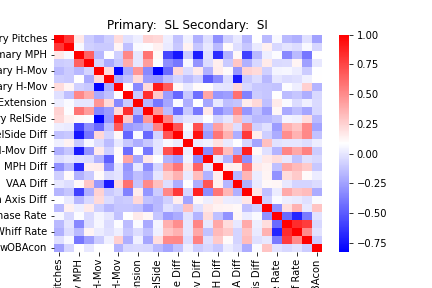 Primary: SL Secondary: SI
ry Pitches
mary MPH
ary H-Mov
ary H-Mov
Extension
ry RelSide
elSide Diff
H-Mov Diff
MPH Diff
VAA Diff
n Axis Diff
hase Rate
Whiff Rate
wOBAcon
itches
y MPH
H-Mov
H-Mov
ension
elSide
e Diff
v Diff
H Diff
A Diff
is Diff
e Rate
f Rate
BAcon
1.00
0.75
0.50
0.25
0.00
−0.25
−0.50
−0.75